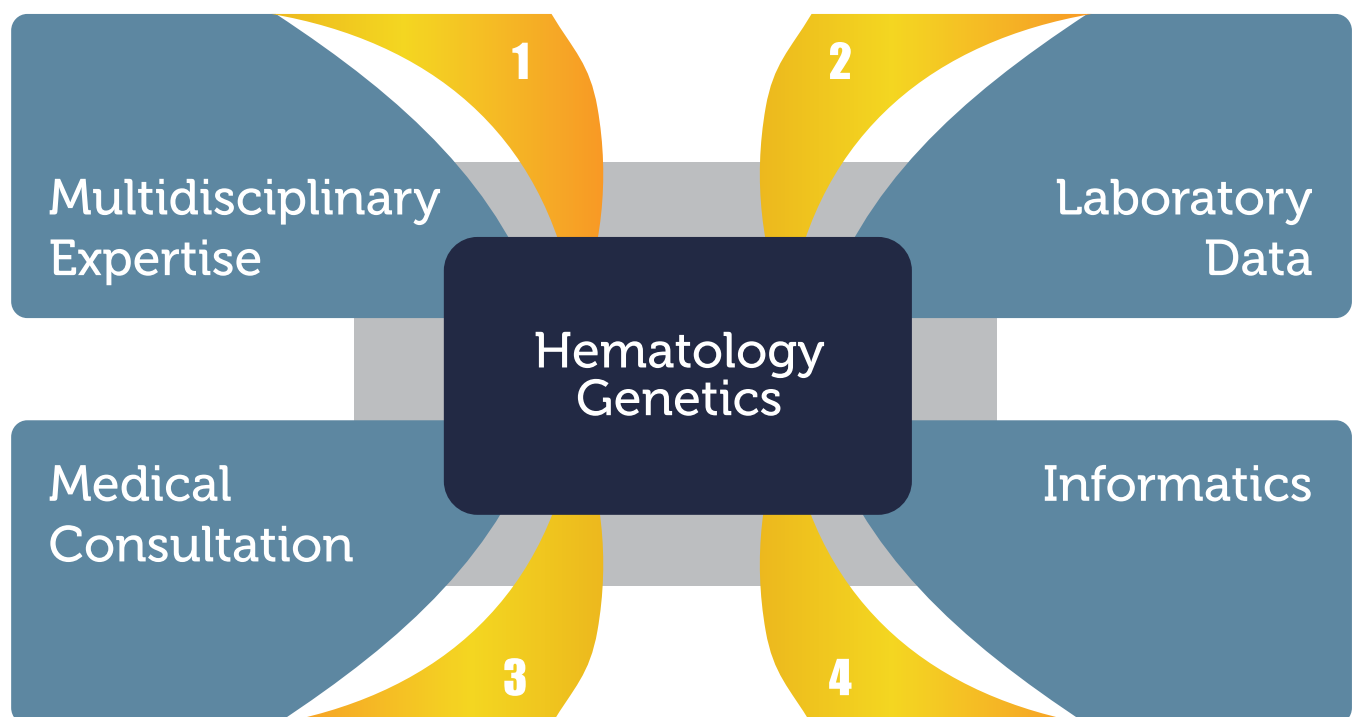 1
2
Multidisciplinary
Expertise
Laboratory
Data
Hematology
Genetics
Medical
Consultation
Informatics
3
4